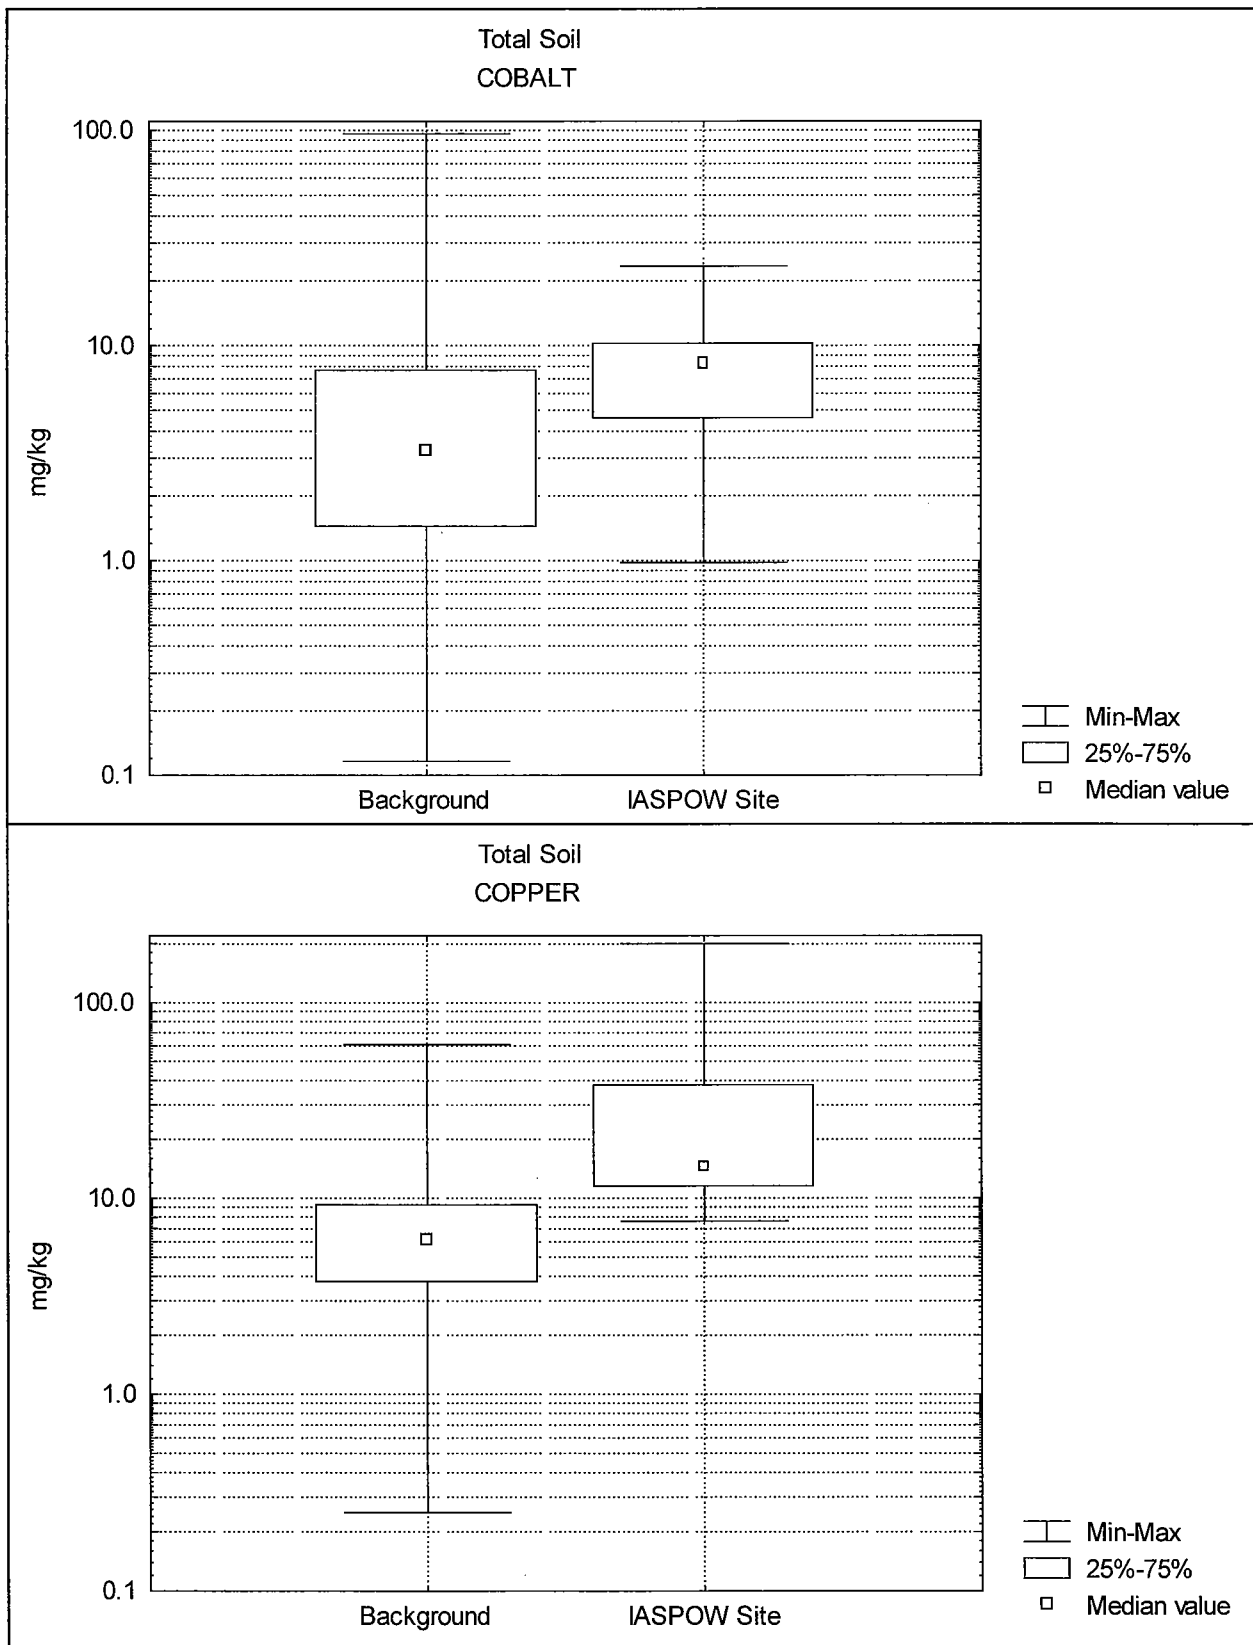 Total Soil
COBALT
100.0
10.0
1.0
0.1
mg/kg
Background
IASPOW Site
Min-Max
25%-75%
Median value
Total Soil
COPPER
100.0
10.0
1.0
0.1
mg/kg
Background
IASPOW Site
Min-Max
25%-75%
Median value